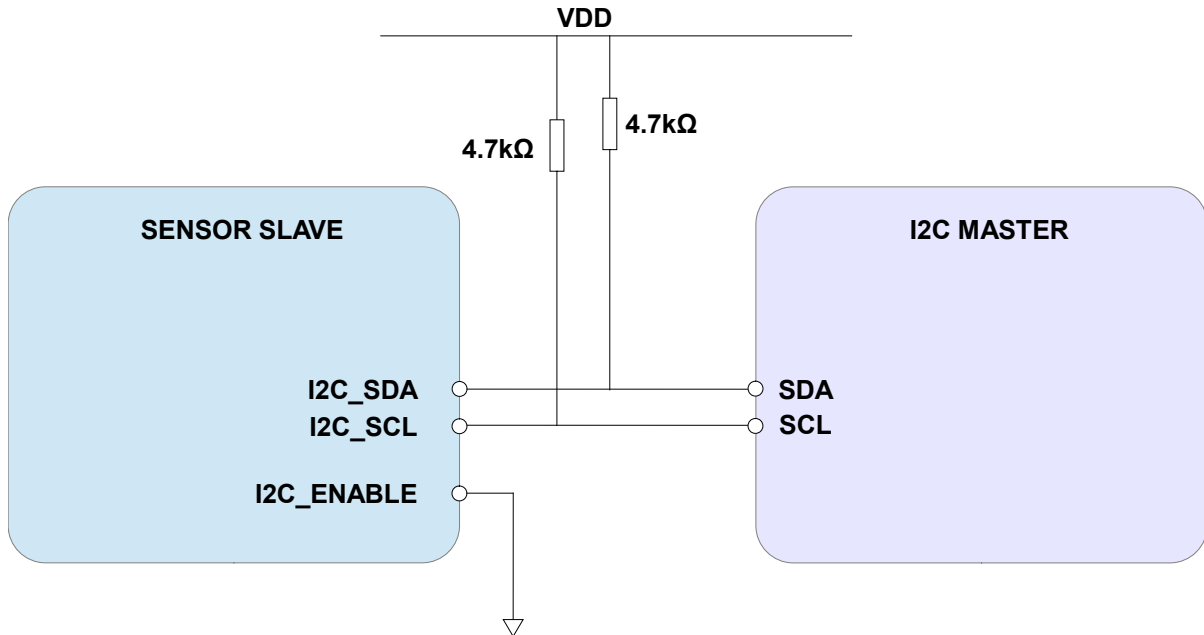 VDD
4.7kΩ
4.7kΩ
SENSOR SLAVE
I2C MASTER
I2C_SDA
SDA
I2C_SCL
SCL
I2C_ENABLE